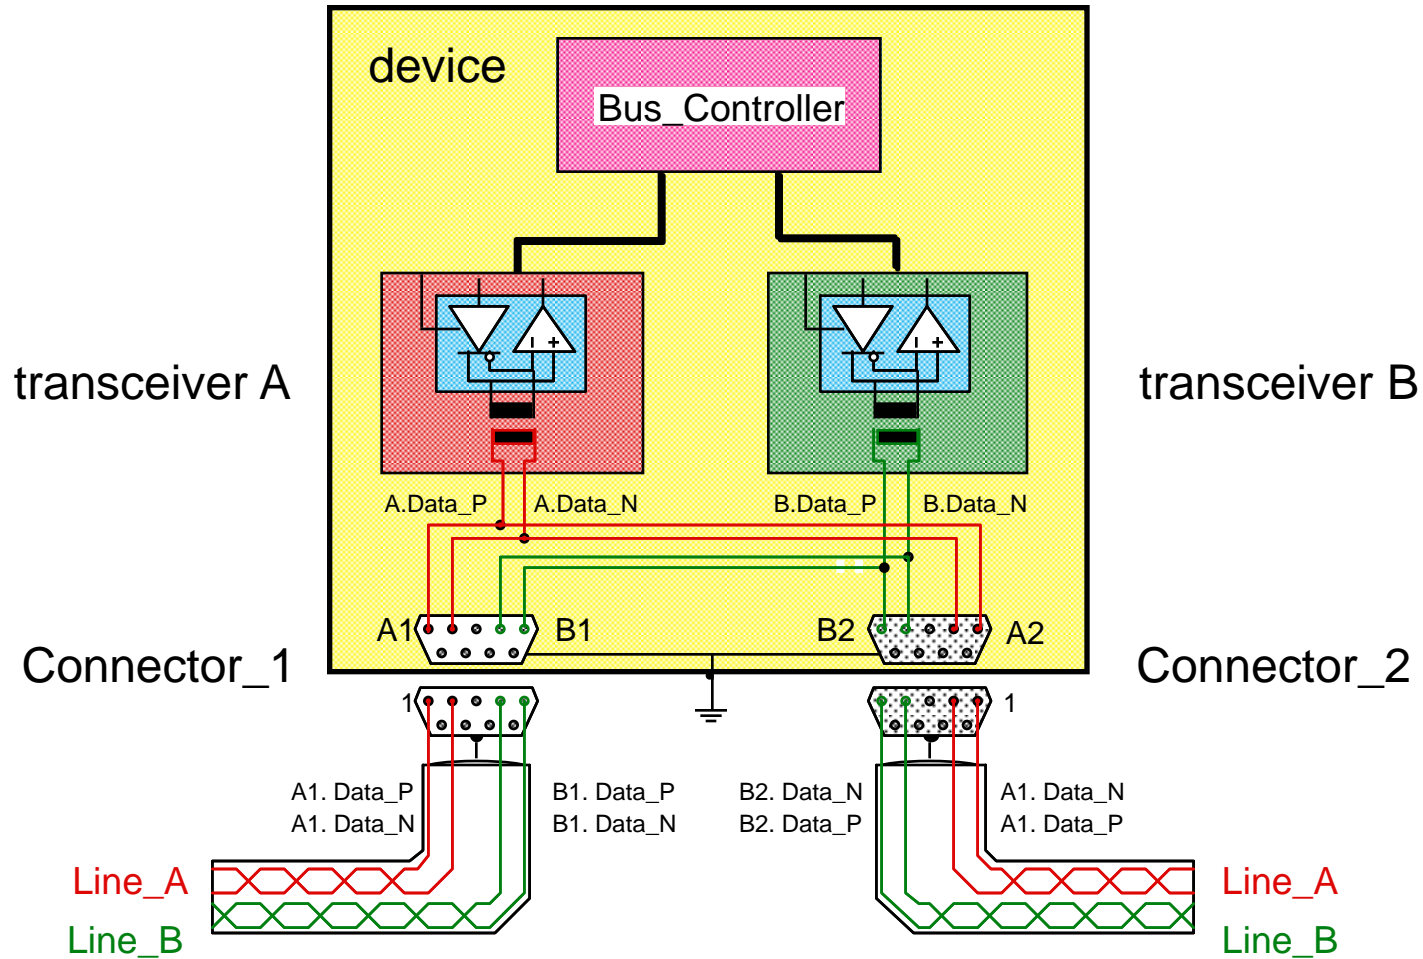 device
Bus_Controller
transceiver A
transceiver B
- +
- +
A.Data_P A.Data_N
B.Data_P B.Data_N
A1 B1
B2 A2
Connector_1
Connector_2
1
1
A1. Data_P
A1. Data_N
B1. Data_P
B1. Data_N
B2. Data_N
B2. Data_P
A1. Data_N
A1. Data_P
Line_A
Line_B
Line_A
Line_B